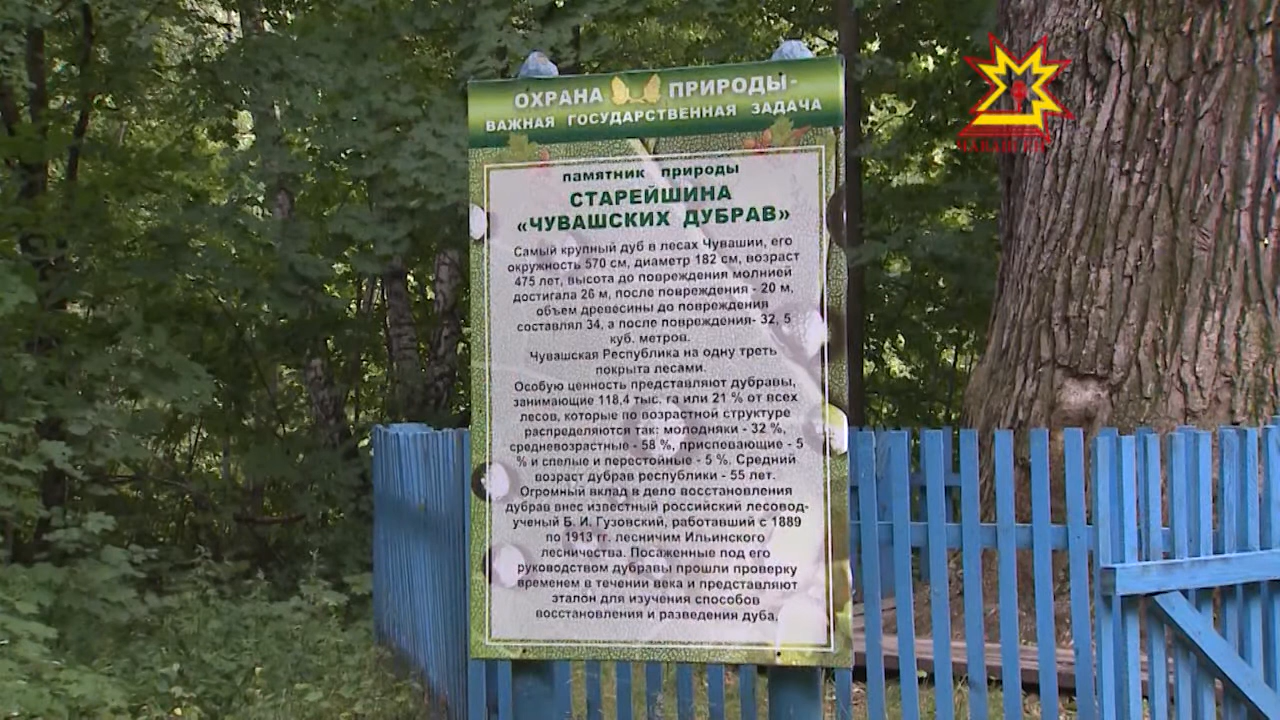 ОХРАНА ПРИРОДЫ-
ВАЖНАЯ ГОСУДАРСТВЕННАЯ ЗАДАЧА
памятник природы
СТАРЕЙШИНА
«ЧУВАШСКИХ ДУБРАВ»
Самый крупный дуб в лесах Чувашии, его
окружность 570 см, диаметр 182 см, возраст
475 лет, высота до повреждения молнией
достигала 26 м, после повреждения - 20 м,
объем древесины до повреждения
составлял 34, а после повреждения- 32, 5
куб. метров.
Чувашская Республика на одну треть
покрыта лесами.
Особую ценность представляют дубравы,
занимающие 118,4 тыс. га или 21 % от всех
лесов, которые по возрастной структуре
распределяются так: молодняки - 32 %,
средневозрастные - 58 %, приспевающие - 5
% и спелые и перестойные - 5 %. Средний
возраст дубрав республики - 55 лет.
Огромный вклад в дело восстановления
дубрав внес известный российский лесовод-
ученый Б. И. Гузовский, работавший с 1889
по 1913 гг. лесничим Ильинского
лесничества. Посаженные под его
руководством дубравы прошли проверку
временем в течении века и представляют
эталон для изучения способов
восстановления и разведения дуба.